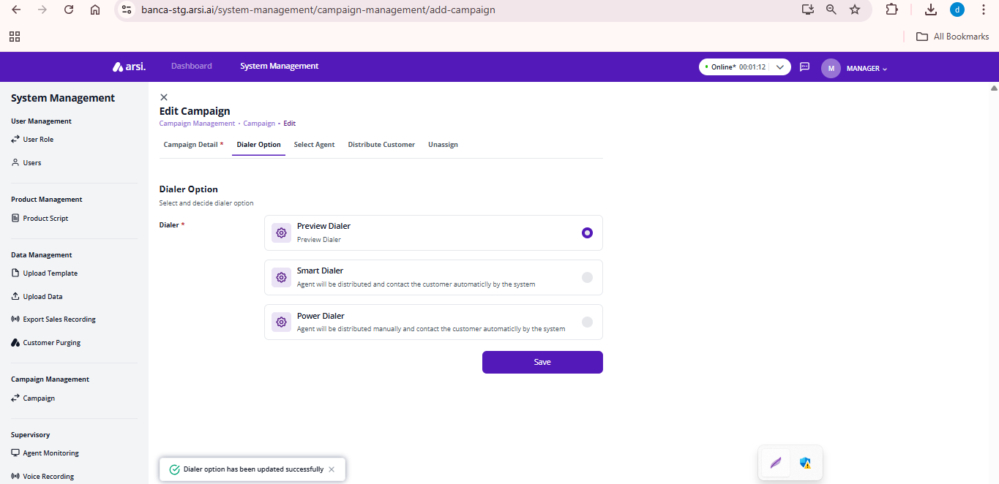 banca-stg.arsi.ai/system-management/campaign-management/add-campaign
d
All Bookmarks
arsi.
Dashboard
System Management
Online* 00:01:12
M
MANAGER
System Management
User Management
User Role
Users
Product Management
Product Script
Data Management
Upload Template
Upload Data
Export Sales Recording
Customer Purging
Campaign Management
Campaign
Supervisory
Agent Monitoring
Voice Recording
Edit Campaign
Campaign Management • Campaign • Edit
Campaign Detail *
Dialer Option
Select Agent
Distribute Customer
Unassign
Dialer Option
Select and decide dialer option
Dialer *
Preview Dialer
Preview Dialer
Smart Dialer
Agent will be distributed and contact the customer automaticlly by the system
Power Dialer
Agent will be distributed manually and contact the customer automaticlly by the system
Save
Dialer option has been updated successfully